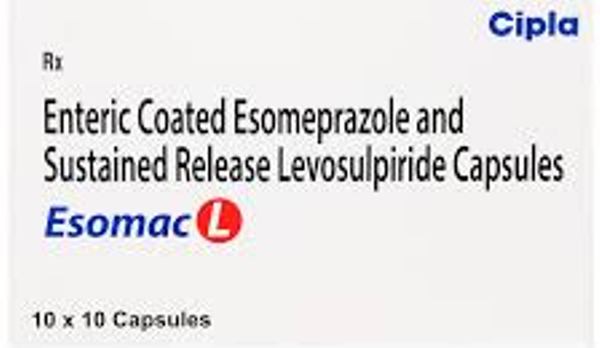 Cipla
Rx
Enteric Coated Esomeprazole and
Sustained Release Levosulpiride Capsules
Esomac L
10 x 10 Capsules